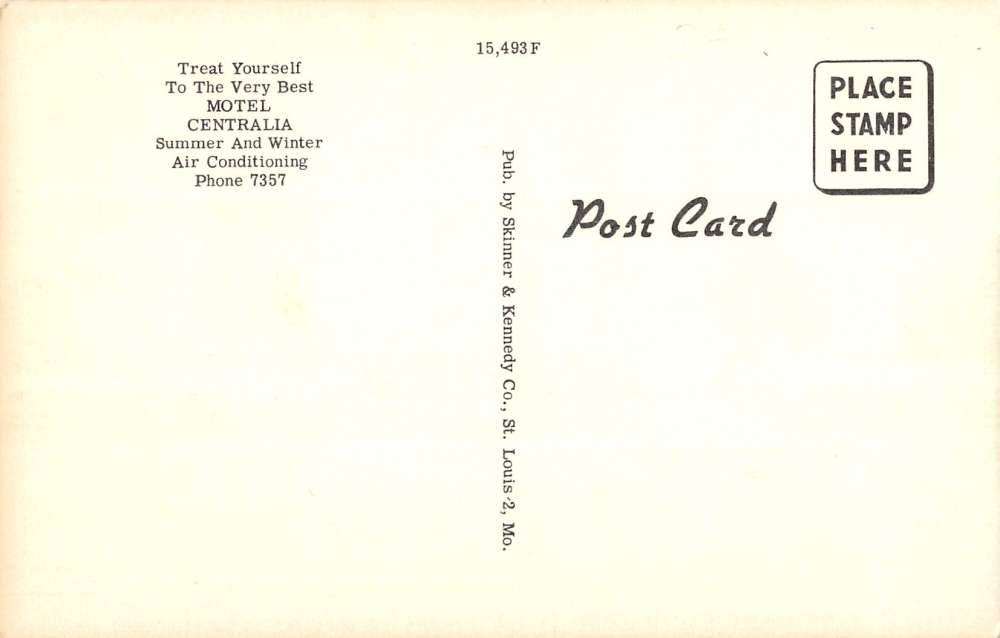 15,493F
Treat Yourself
To The Very Best
MOTEL
CENTRALIA
Summer And Winter
Air Conditioning
Phone 7357
Pub. by Skinner & Kennedy Co., St. Louis 2, Mo.
Post Card
PLACE
STAMP
HERE